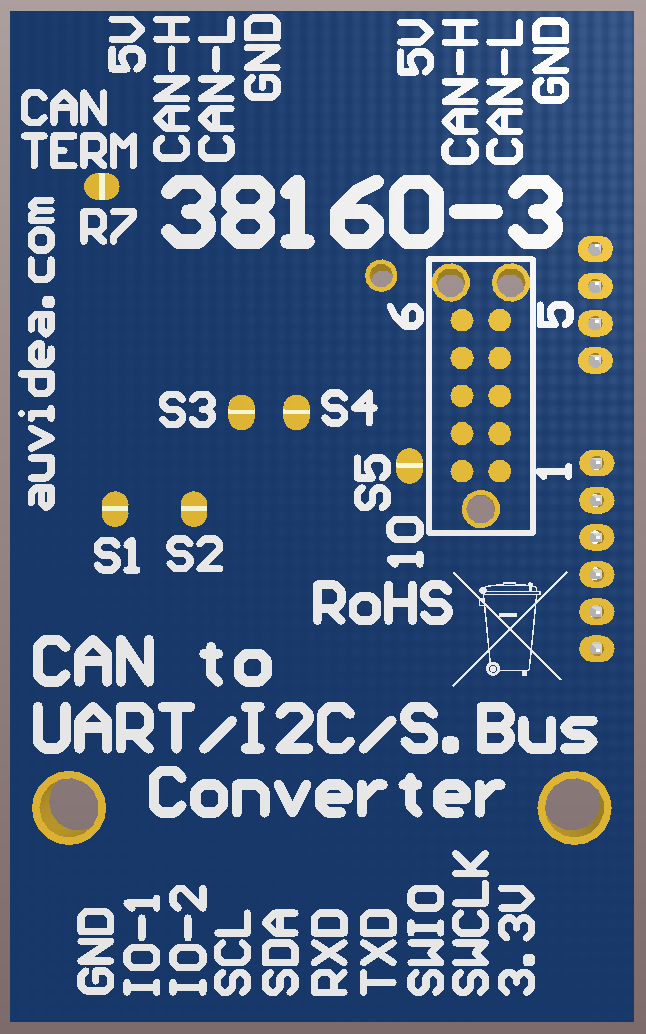 5V
CAN-H
CAN-L
GND
5V
CAN-H
CAN-L
GND
CAN
TERM
R7
38160-3
auvidea.com
6
5
S3
S4
S5
1
10
S1
S2
RoHS
CAN to
UART/I2C/S.Bus
Converter
GND
IO-1
IO-2
SCL
SDA
RXD
TXD
SWIO
SWCLK
3.3V